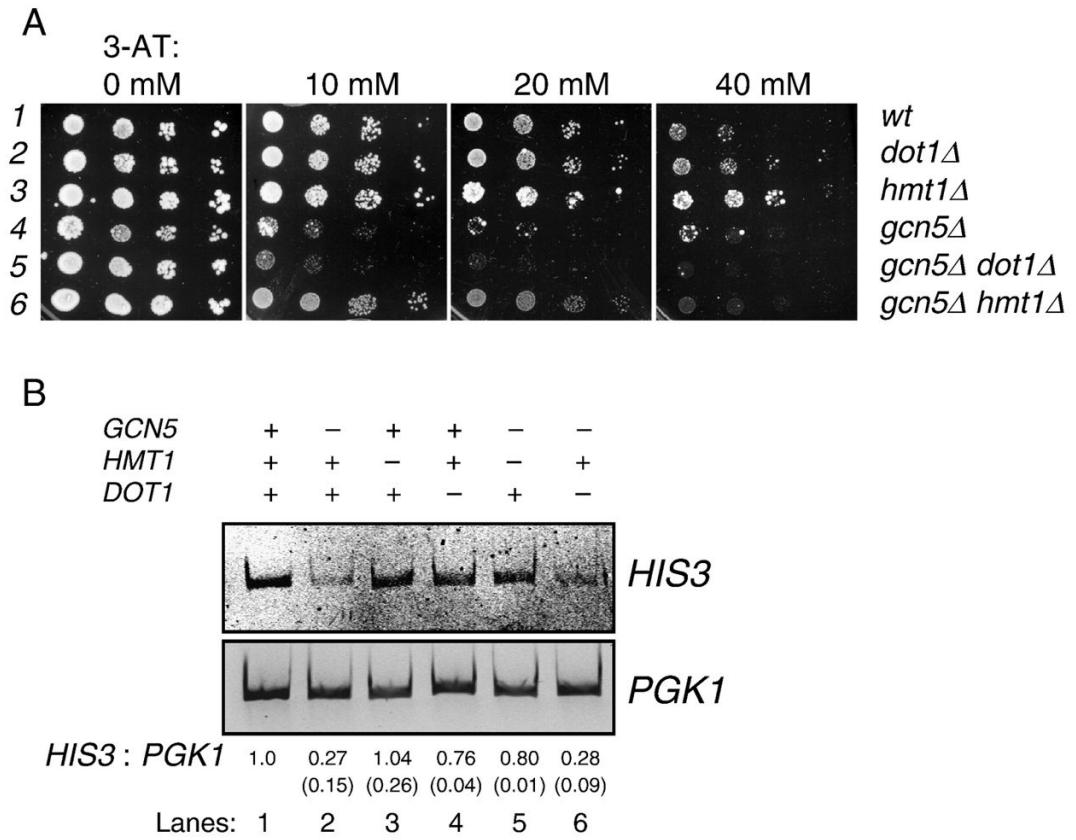 A
3-AT:
0 mM 10 mM 20 mM 40 mM
1 wt
2 dot1Δ
3 hmt1Δ
4 gcn5Δ
5 gcn5Δ dot1Δ
6 gcn5Δ hmt1Δ
B
GCN5 + – + + – –
HMT1 + + – + – +
DOT1 + + + – + –
HIS3
PGK1
HIS3 : PGK1 1.0 0.27 1.04 0.76 0.80 0.28
(0.15) (0.26) (0.04) (0.01) (0.09)
Lanes: 1 2 3 4 5 6